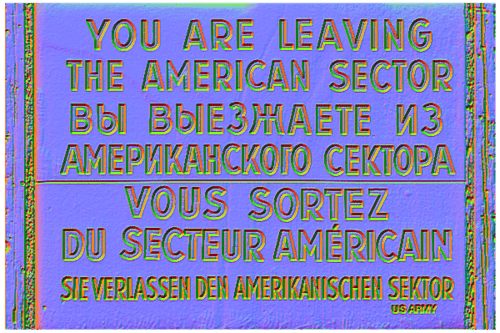 YOU ARE LEAVING
THE AMERICAN SECTOR
ВЫ ВЫЕЗЖАЕТЕ ИЗ
АМЕРИКАНСКОГО СЕКТОРА
VOUS SORTEZ
DU SECTEUR AMÉRICAIN
SIE VERLASSEN DEN AMERIKANISCHEN SEKTOR
US ARMY